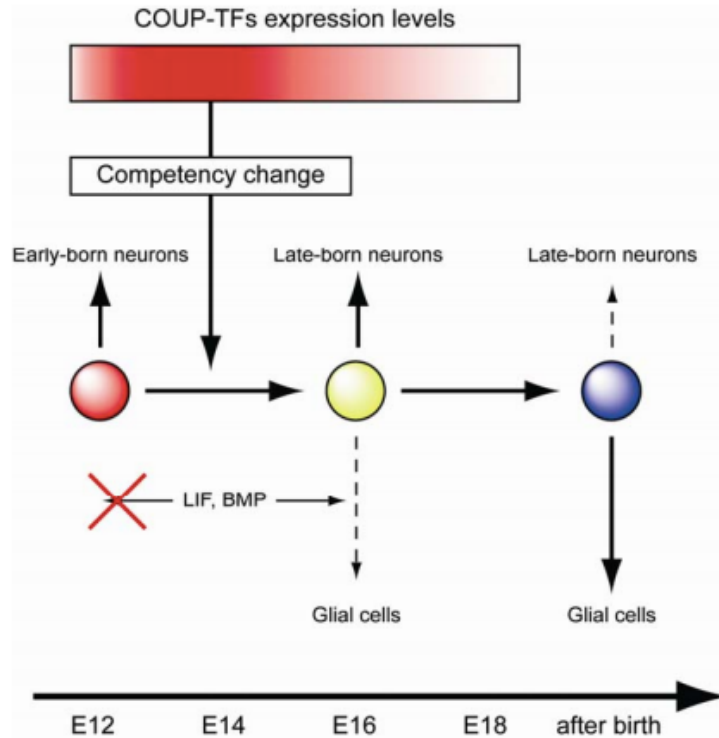 COUP-TFs expression levels
Competency change
Early-born neurons
Late-born neurons
Late-born neurons
LIF, BMP
Glial cells
Glial cells
E12
E14
E16
E18
after birth